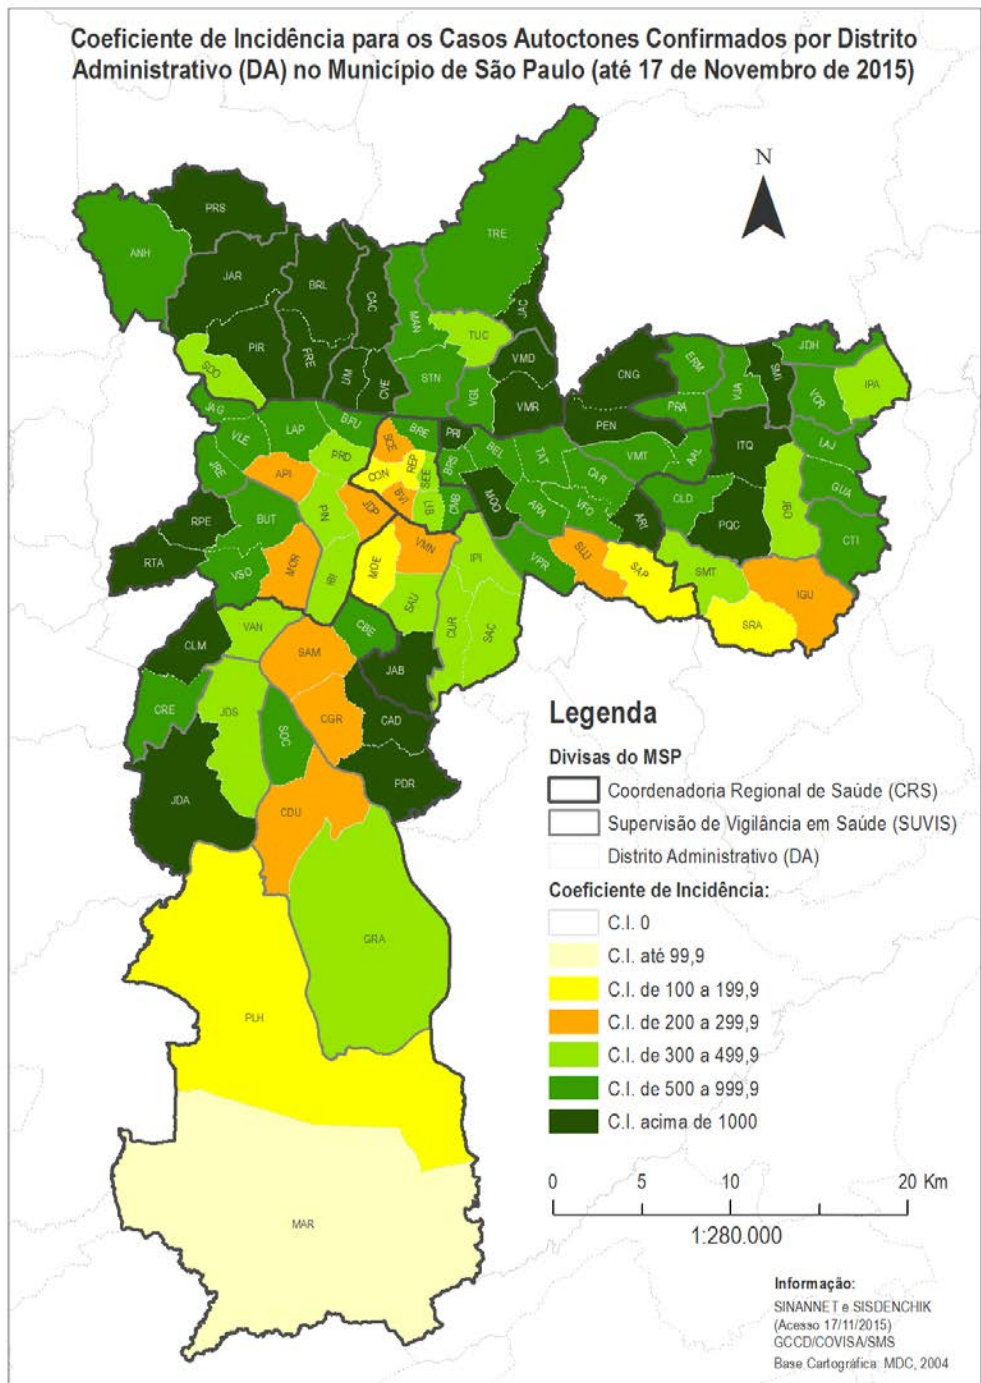 Coeficiente de Incidência para os Casos Autoctones Confirmados por Distrito
Administrativo (DA) no Município de São Paulo (até 17 de Novembro de 2015)
N
PRS
TRE
ANH
JAR
BRL
CAC
MAN
JAC
TUC
PIR
FRE
LIM
CVE
STN
VGL
VMD
VMR
SDO
CNG
ERM
VJA
SMI
JDH
VCR
IPA
JAG
VLE
LAP
BFU
BRE
PRI
BEL
TAT
PEN
PRA
VMT
AAL
ITQ
LAJ
GUA
JRE
API
PRD
SCE
CON
REP
SEE
BRS
CAR
CLD
PQC
JBO
CTI
RPE
RTA
BUT
PIN
JDP
BVI
LIB
CMB
MOO
ARA
VFO
ARI
VSO
MOR
IBI
MOE
VMN
IPI
VPR
SLU
SAP
SMT
SRA
IGU
CLM
VAN
SAU
CBE
CUR
SAC
SAM
JAB
CRE
JDS
SOC
CGR
CAD
JDA
PDR
CDU
GRA
PLH
MAR
Legenda
Divisas do MSP
Coordenadoria Regional de Saúde (CRS)
Supervisão de Vigilância em Saúde (SUVIS)
Distrito Administrativo (DA)
Coeficiente de Incidência:
C.I. 0
C.I. até 99,9
C.I. de 100 a 199,9
C.I. de 200 a 299,9
C.I. de 300 a 499,9
C.I. de 500 a 999,9
C.I. acima de 1000
0 5 10 20 Km
1:280.000
Informação:
SINANNET e SISDENCHIK
(Acesso 17/11/2015)
GCCD/COVISA/SMS
Base Cartográfica: MDC, 2004